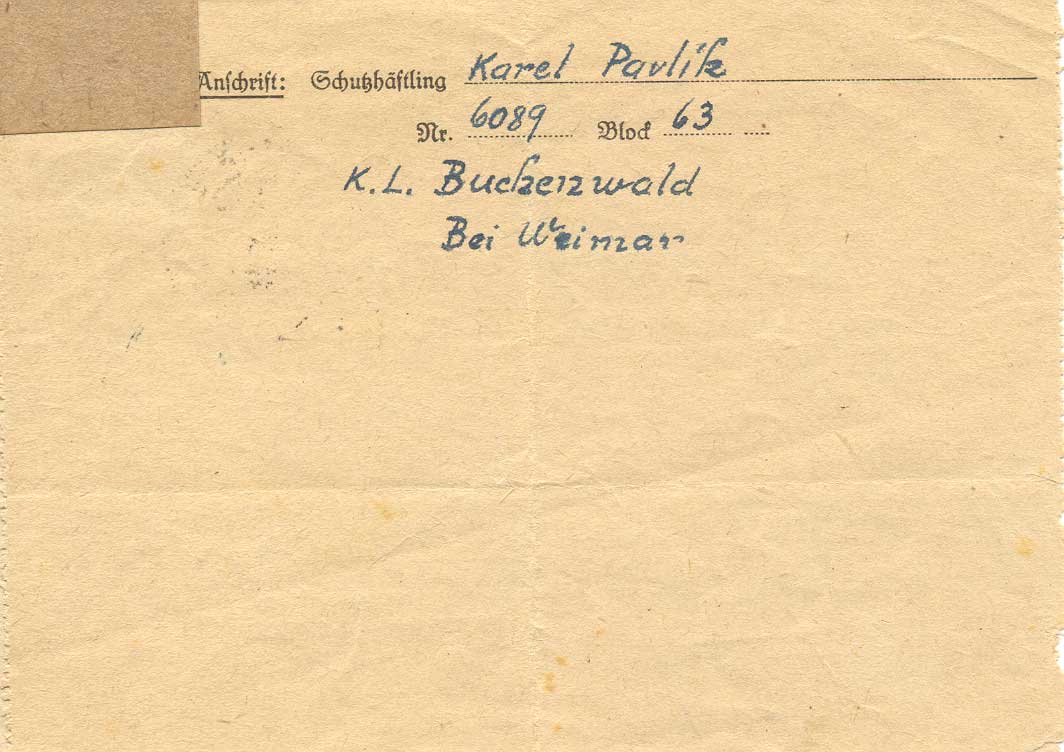 Anschrift: Schutzhäftling Karel Pavlik
Nr. 6089 Block 63
K. L. Buchenwald
Bei Weimar